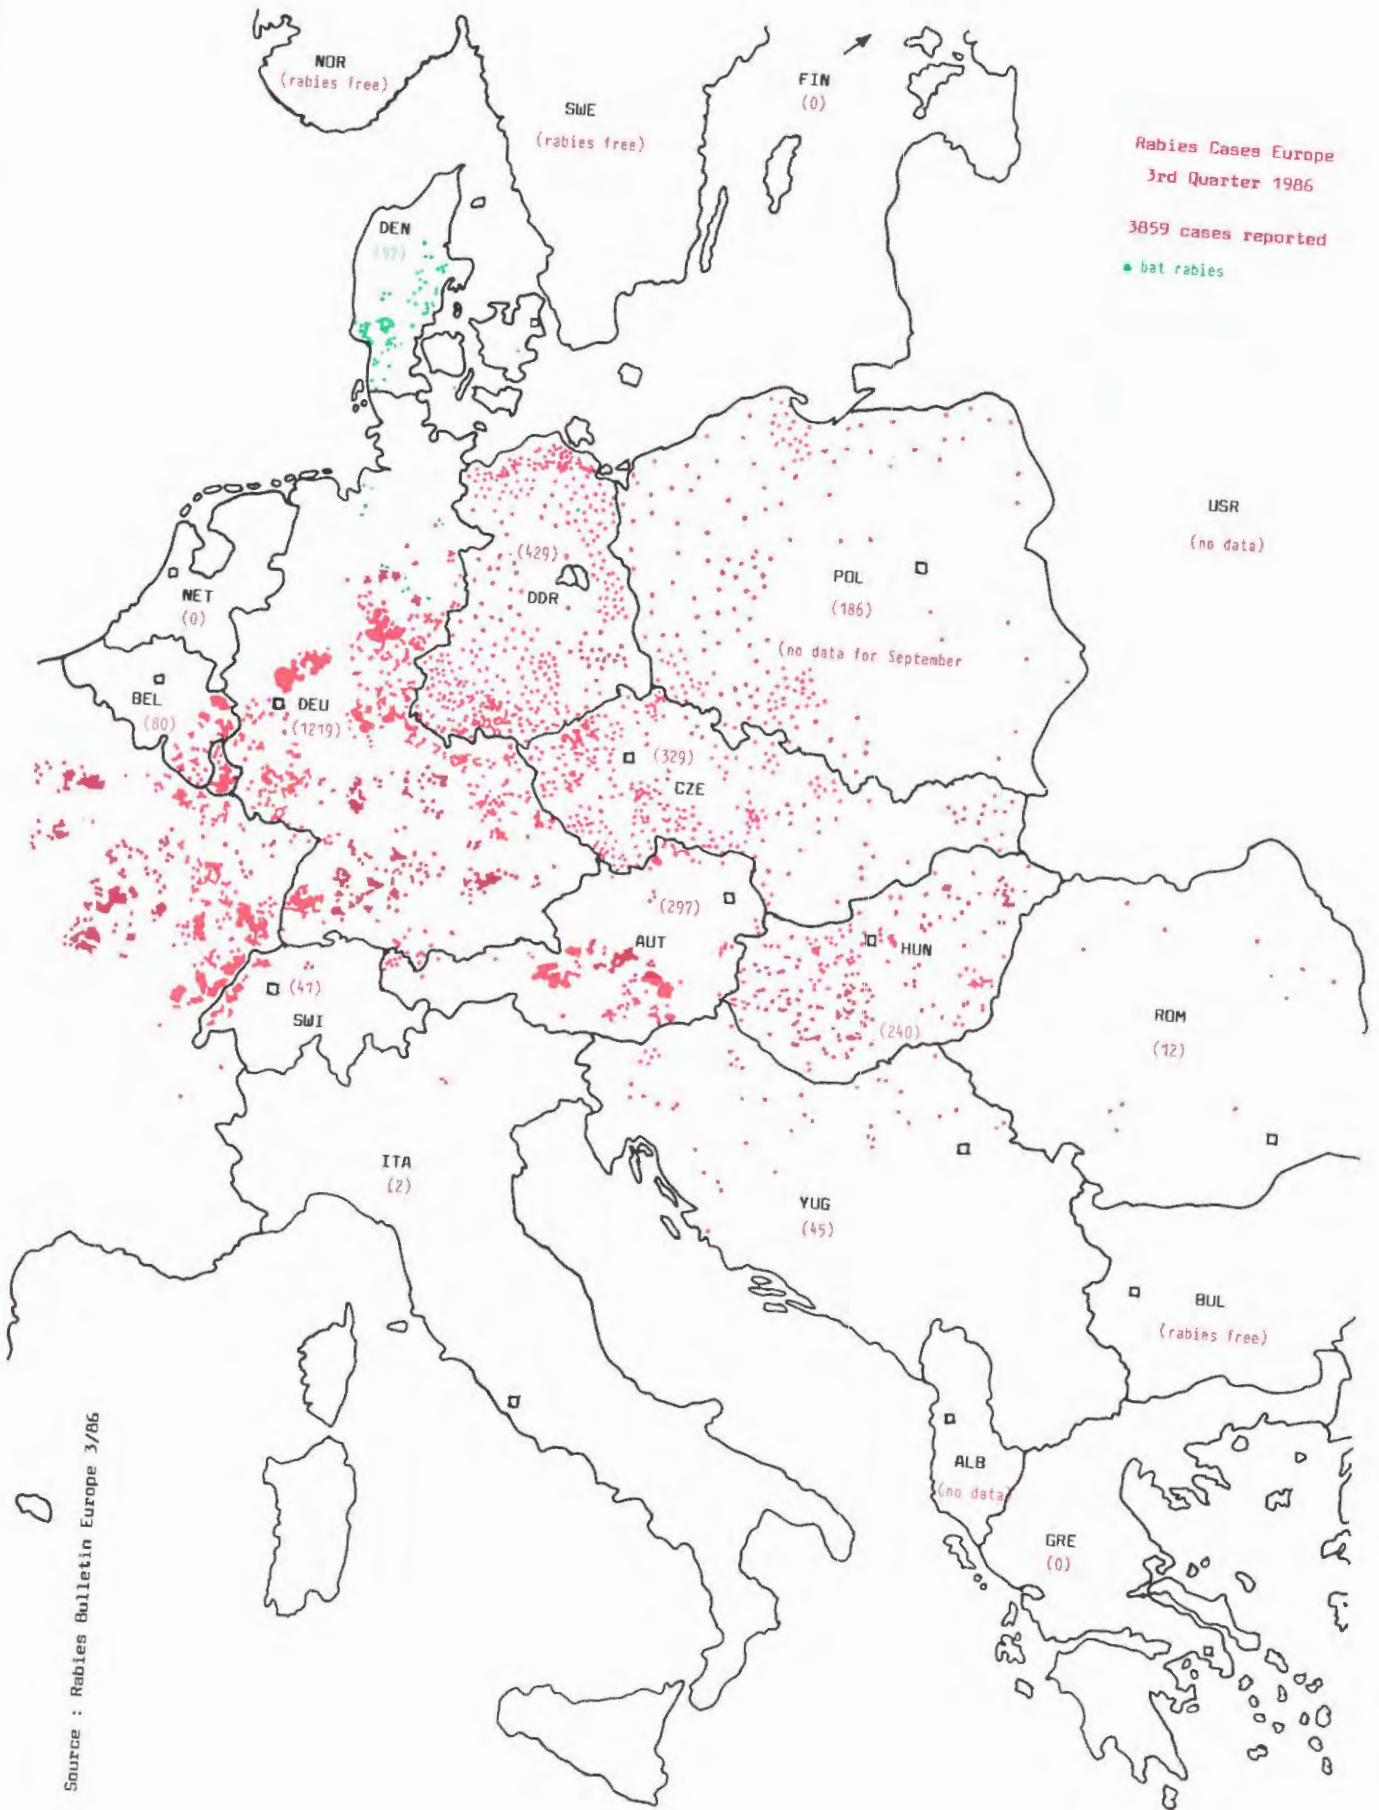 NOR
(rabies free)
SWE
(rabies free)
FIN
(0)
Rabies Cases Europe
3rd Quarter 1986
3859 cases reported
bat rabies
DEN
(97)
USR
(no data)
(429)
DDR
POL
(186)
(no data for September
NET
(0)
BEL
(80)
DEU
(1219)
(329)
CZE
(297)
AUT
HUN
(240)
(41)
SWI
ROM
(12)
ITA
(2)
YUG
(45)
BUL
(rabies free)
ALB
(no data)
GRE
(0)
Source : Rabies Bulletin Europe 3/86